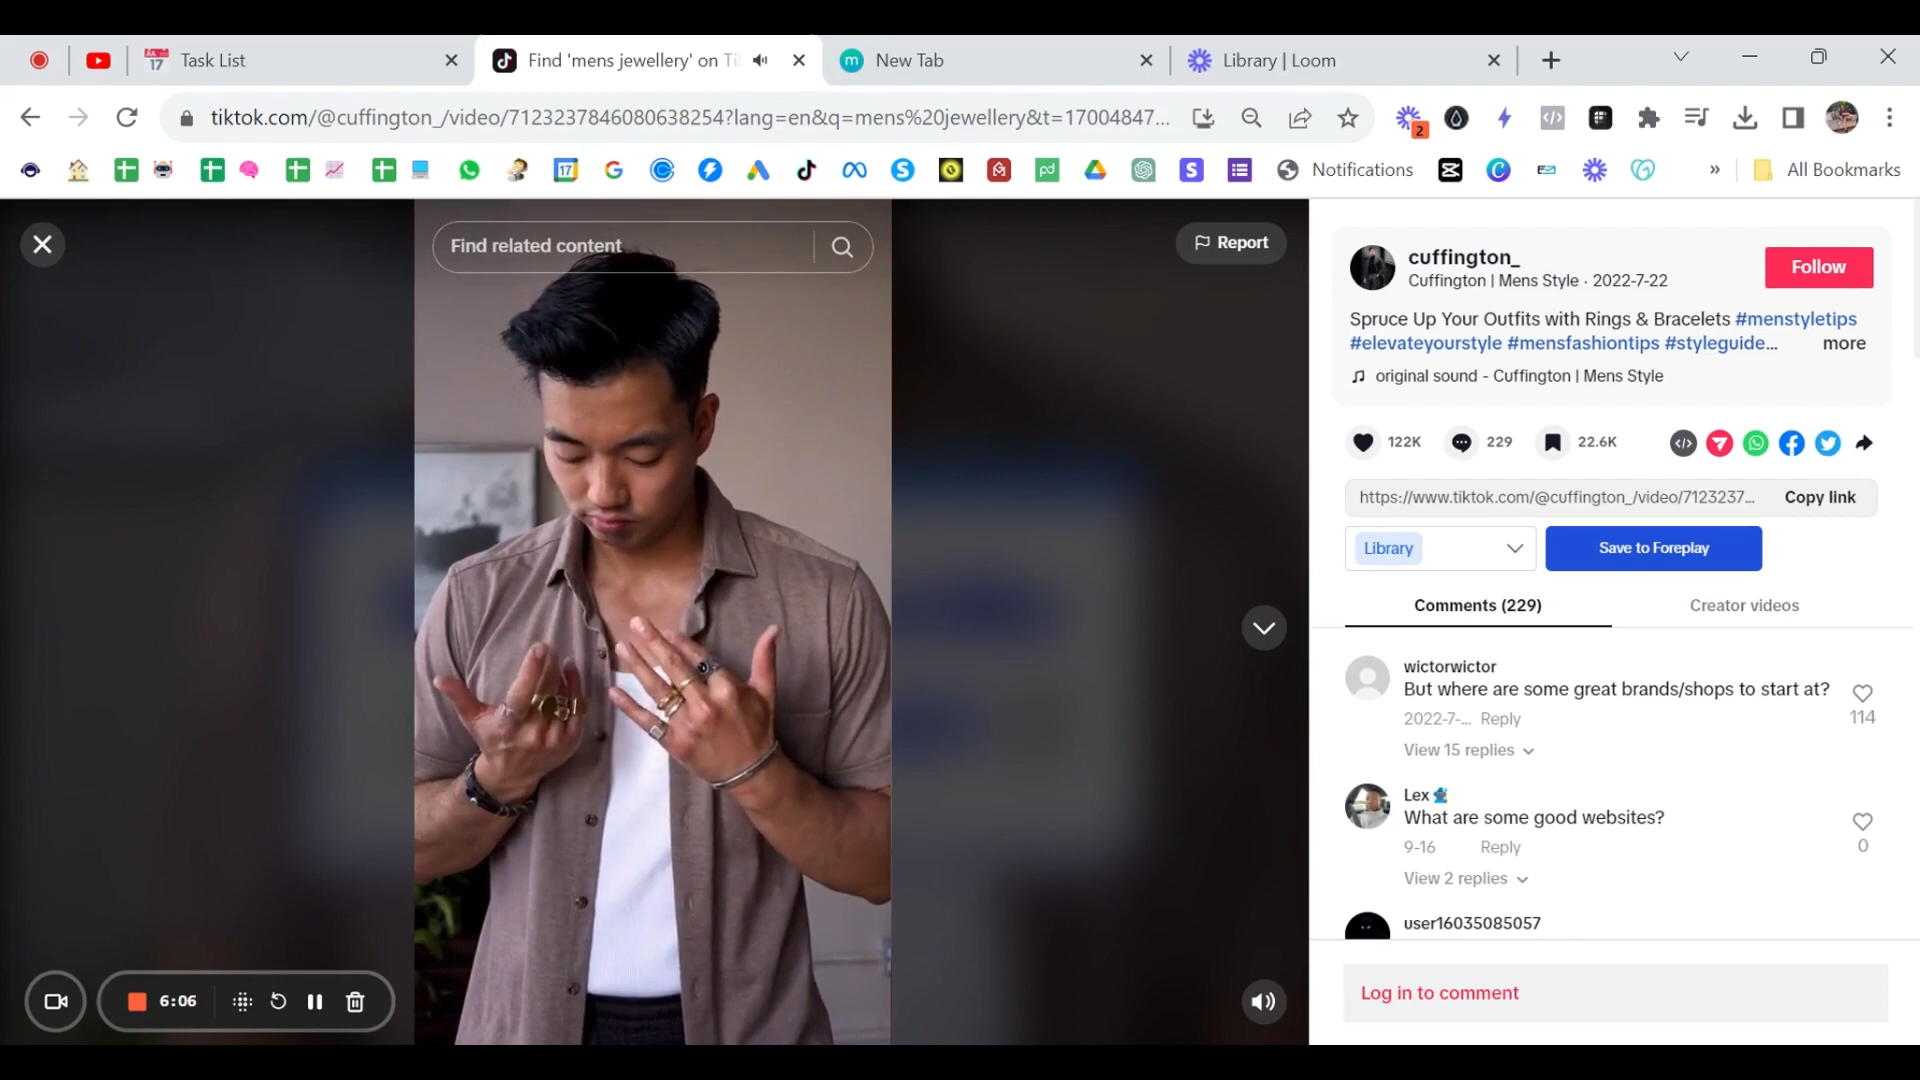 Task List
Find 'mens jewellery' on Ti
New Tab
Library | Loom
tiktok.com/@cuffington_/video/7123237846080638254?lang=en&q=mens%20jewellery&t=17004847...
2
17
Notifications
All Bookmarks
Find related content
Report
cuffington_
Cuffington | Mens Style · 2022-7-22
Follow
Spruce Up Your Outfits with Rings & Bracelets #menstyletips
#elevateyourstyle #mensfashiontips #styleguide... more
original sound - Cuffington | Mens Style
122K
229
22.6K
https://www.tiktok.com/@cuffington_/video/7123237... Copy link
Library
Save to Foreplay
Comments (229)
Creator videos
wictorwictor
But where are some great brands/shops to start at?
2022-7-... Reply
114
View 15 replies
Lex
What are some good websites?
9-16 Reply
0
View 2 replies
user16035085057
6:06
Log in to comment